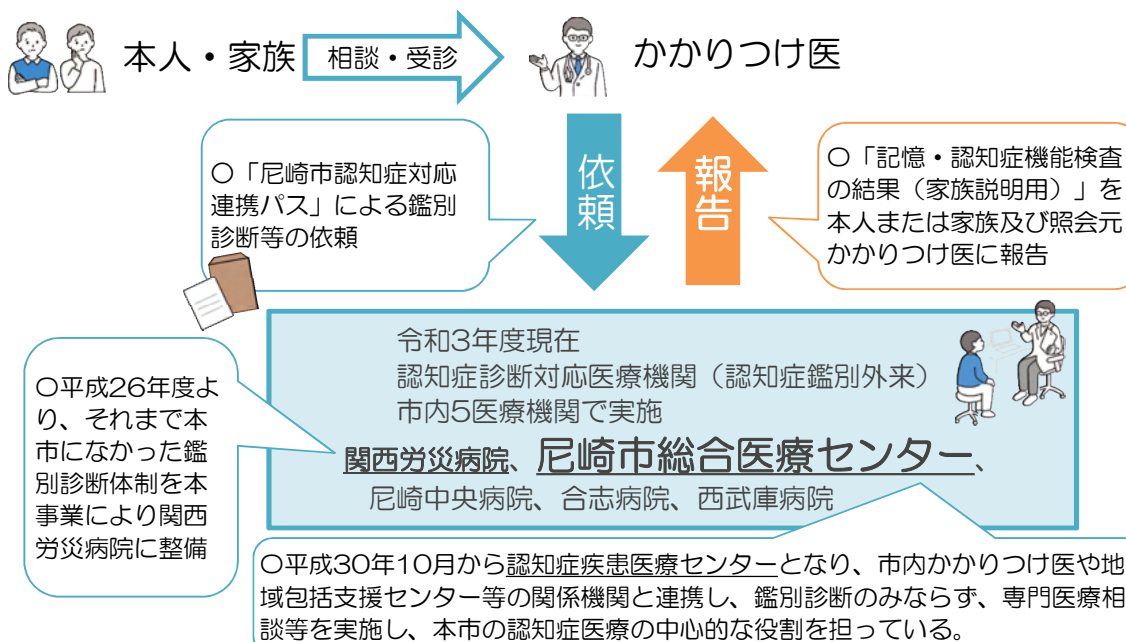 本人・家族
相談・受診
かかりつけ医
〇「尼崎市認知症対応
連携パス」による鑑別
診断等の依頼
依頼
報告
〇「記憶・認知症機能検査
の結果（家族説明用）」を
本人または家族及び照会元
かかりつけ医に報告
令和3年度現在
認知症診断対応医療機関（認知症鑑別外来）
市内5医療機関で実施
関西労災病院、尼崎市総合医療センター、
尼崎中央病院、合志病院、西武庫病院
〇平成26年度よ
り、それまで本
市になかった鑑
別診断体制を本
事業により関西
労災病院に整備
〇平成30年10月から認知症疾患医療センターとなり、市内かかりつけ医や地
域包括支援センター等の関係機関と連携し、鑑別診断のみならず、専門医療相
談等を実施し、本市の認知症医療の中心的な役割を担っている。